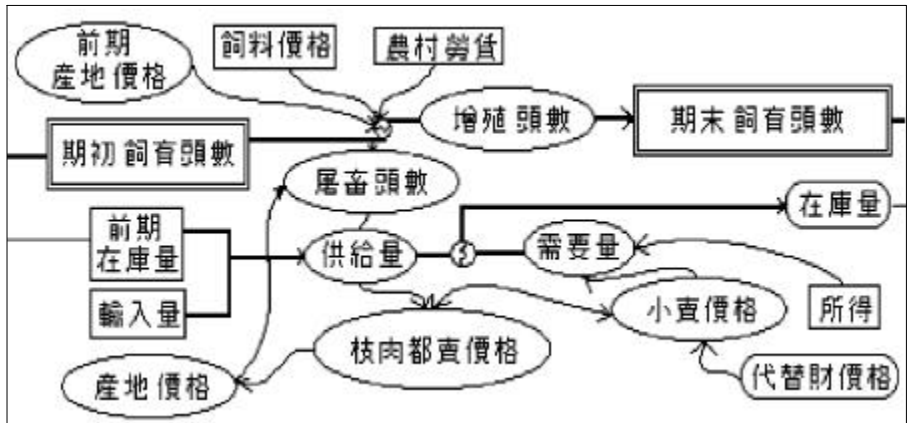 前期
産地 價格
飼料價格
農村 勞賃
增殖 頭數
期末 飼育 頭數
期初 飼育 頭數
屠畜 頭數
在庫量
前期
在庫量
供給量
需要量
輸入量
小賣價格
所得
枝肉都賣價格
産地 價格
代替財價格